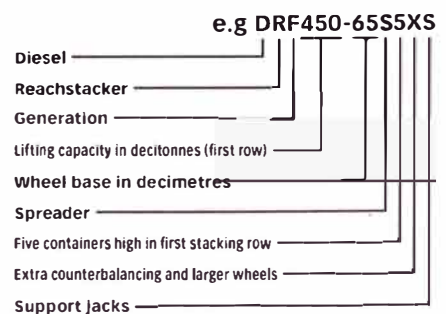 e.g DRF450-65S5XS
Diesel
Reachstacker
Generation
Lifting capacity in decitonnes (first row)
Wheel base in decimetres
Spreader
Five containers high in first stacking row
Extra counterbalancing and larger wheels
Support jacks